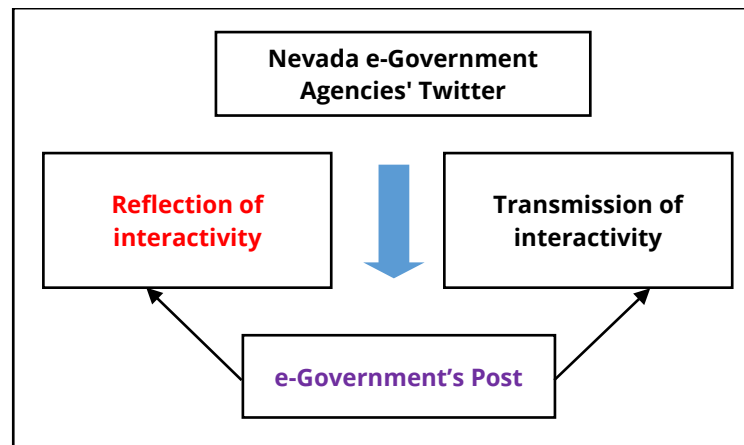 Nevada e-Government
Agencies' Twitter
Reflection of
interactivity
Transmission of
interactivity
e-Government’s Post